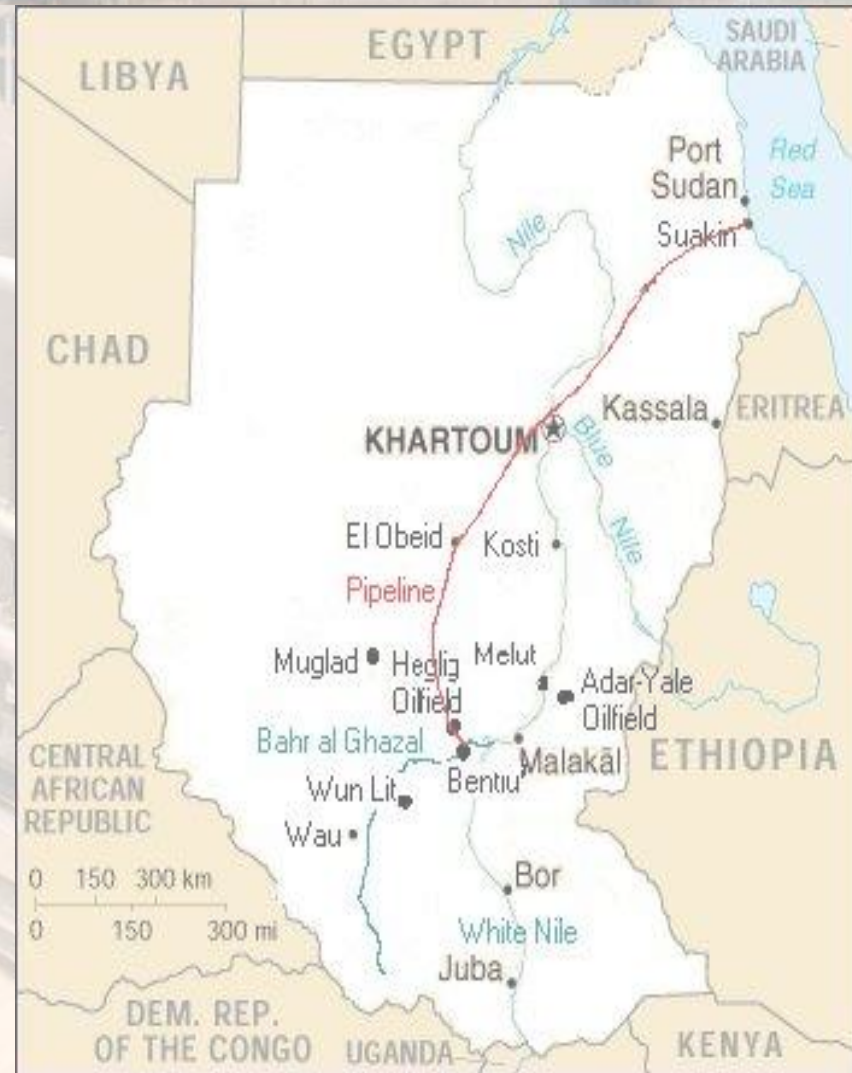 EGYPT
SAUDI
ARABIA
LIBYA
Port
Sudan
Red
Sea
Nile
Suakin
CHAD
Kassala
ERITREA
KHARTOUM
Blue
Nile
El Obeid
Kosti
Pipeline
Muglad
Heglig
Oilfield
Melut
Adar-Yale
Oilfield
Bahr al Ghazal
Bentiu
Malakāl
ETHIOPIA
CENTRAL
AFRICAN
REPUBLIC
Wun Lit
Wau
0 150 300 km
0 150 300 mi
Bor
White Nile
Juba
DEM. REP.
OF THE CONGO
UGANDA
KENYA